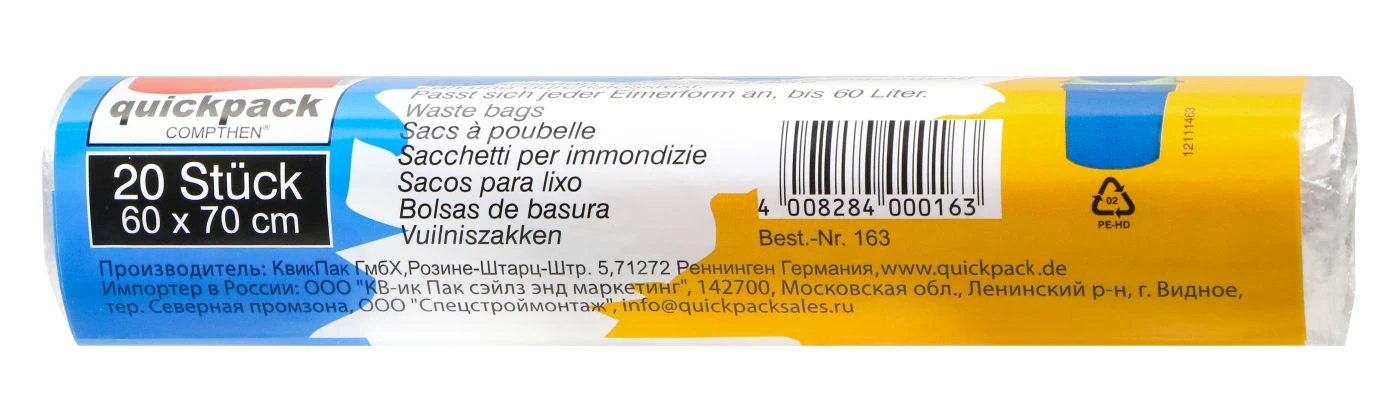 quickpack
COMPTHEN®
20 Stück
60 x 70 cm
Passt sich jeder Eimerform an, bis 60 Liter.
Waste bags
Sacs à poubelle
Sacchetti per immondizie
Sacos para lixo
Bolsas de basura
Vuilniszakken
4 008284 000163
Best.-Nr. 163
02
PE-HD
12111463
Производитель: КвикПак ГмбХ,Розине-Штарц-Штр. 5,71272 Реннинген Германия,www.quickpack.de
Импортер в России: ООО "КВ-ик Пак сэйлз энд маркетинг", 142700, Московская обл., Ленинский р-н, г. Видное,
тер. Северная промзона, ООО "Спецстроймонтаж", info@quickpacksales.ru